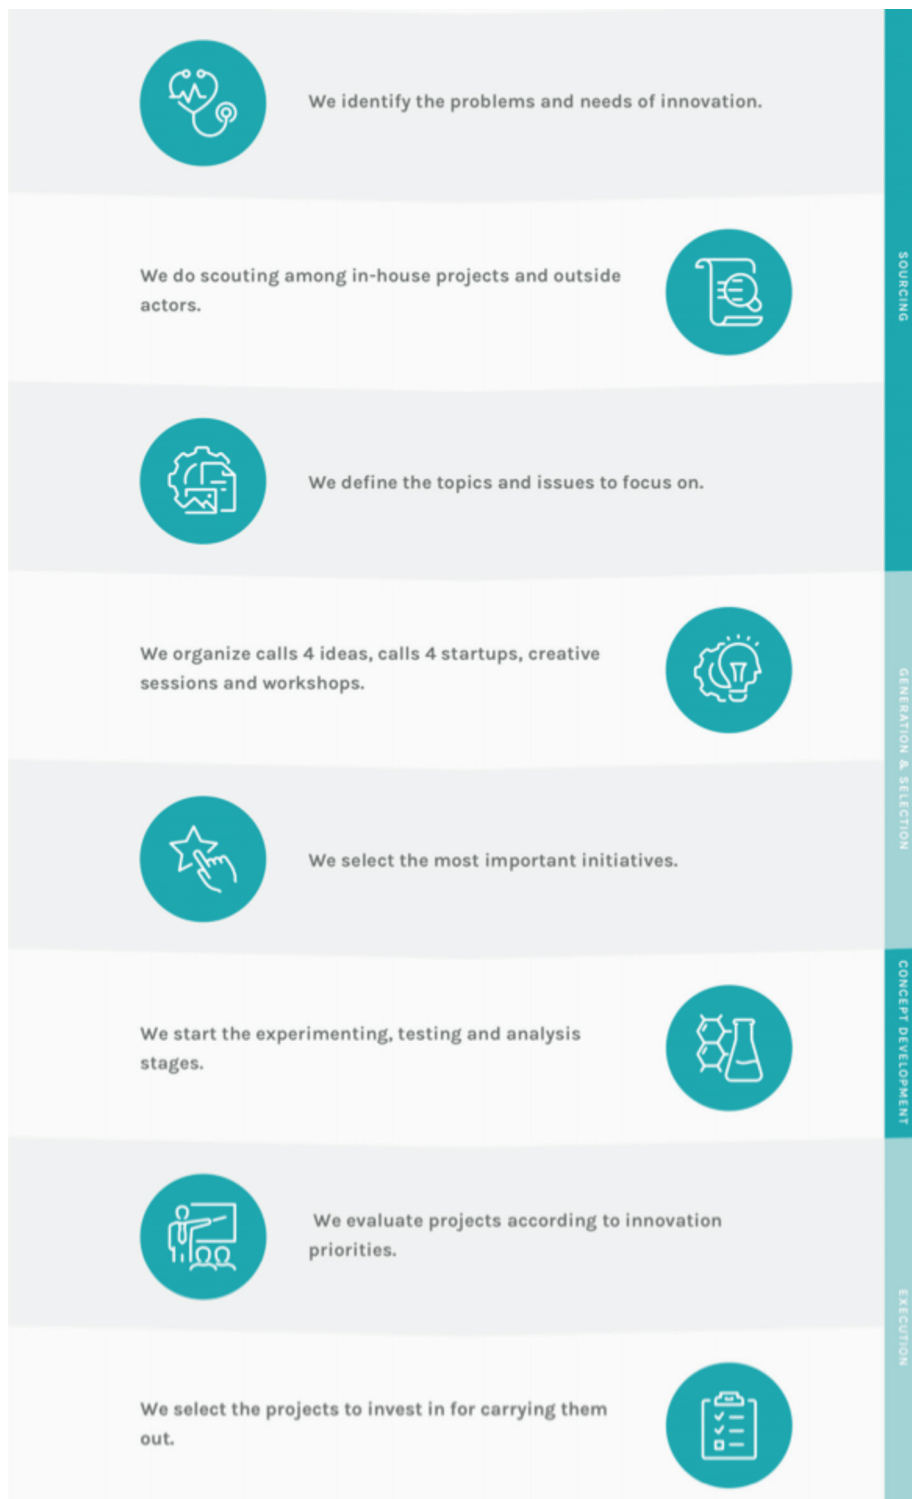 We identify the problems and needs of innovation.
We do scouting among in-house projects and outside
actors.
SOURCING
We define the topics and issues to focus on.
We organize calls 4 ideas, calls 4 startups, creative
sessions and workshops.
GENERATION & SELECTION
We select the most important initiatives.
We start the experimenting, testing and analysis
stages.
CONCEPT DEVELOPMENT
We evaluate projects according to innovation
priorities.
EXECUTION
We select the projects to invest in for carrying them
out.